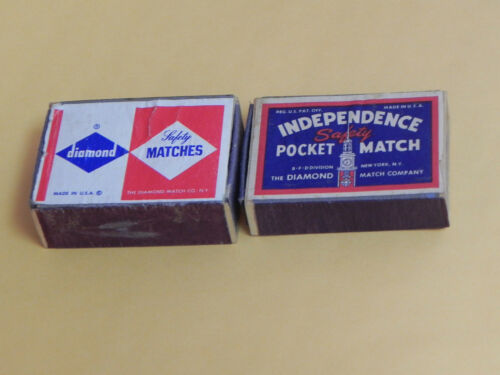 ®
diamond
Safety
MATCHES
MADE IN U.S.A. ©
THE DIAMOND MATCH CO. N.Y.
REG. U.S. PAT. OFF. MADE IN U.S.A.
INDEPENDENCE
Safety
POCKET MATCH
B-F-D DIVISION NEW YORK, N.Y.
THE DIAMOND MATCH COMPANY